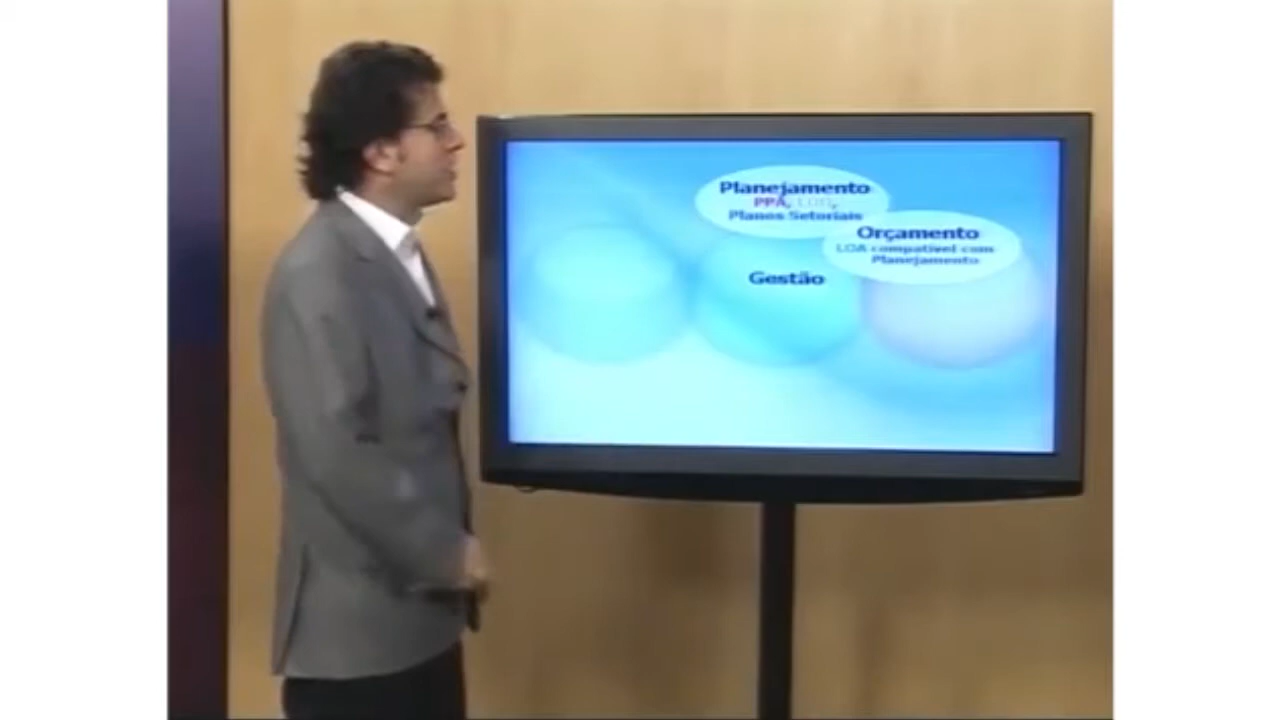 Planejamento
PPA, LDO,
Planos Setoriais
Orçamento
LOA compatível com
Planejamento
Gestão